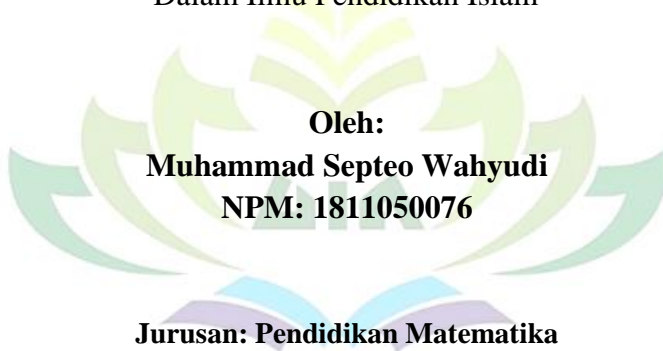 Dalam Ilmu Pendidikan Islam
Oleh:
Muhammad Septeo Wahyudi
NPM: 1811050076
Jurusan: Pendidikan Matematika